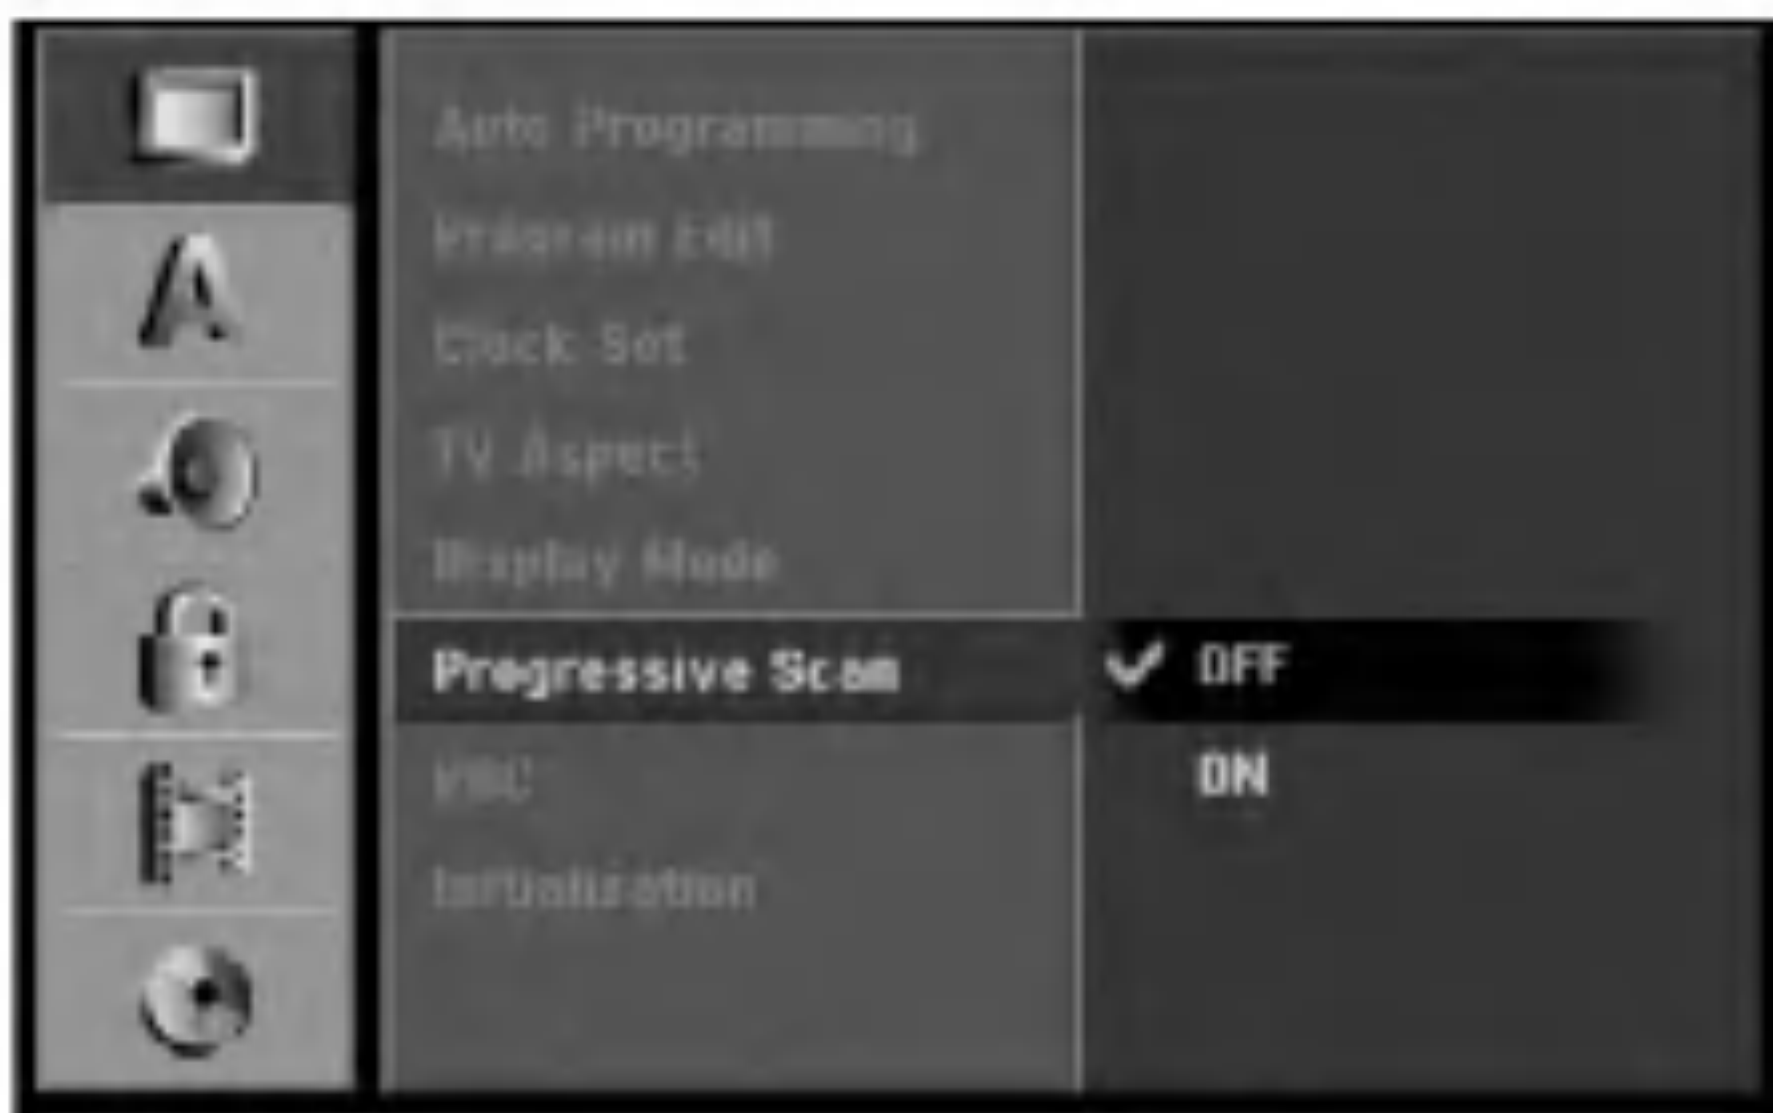 A
Auto Programming
Program Edit
Clock Set
TV Aspect
Display Mode
Progressive Scan
✔ OFF
ON
Initialization